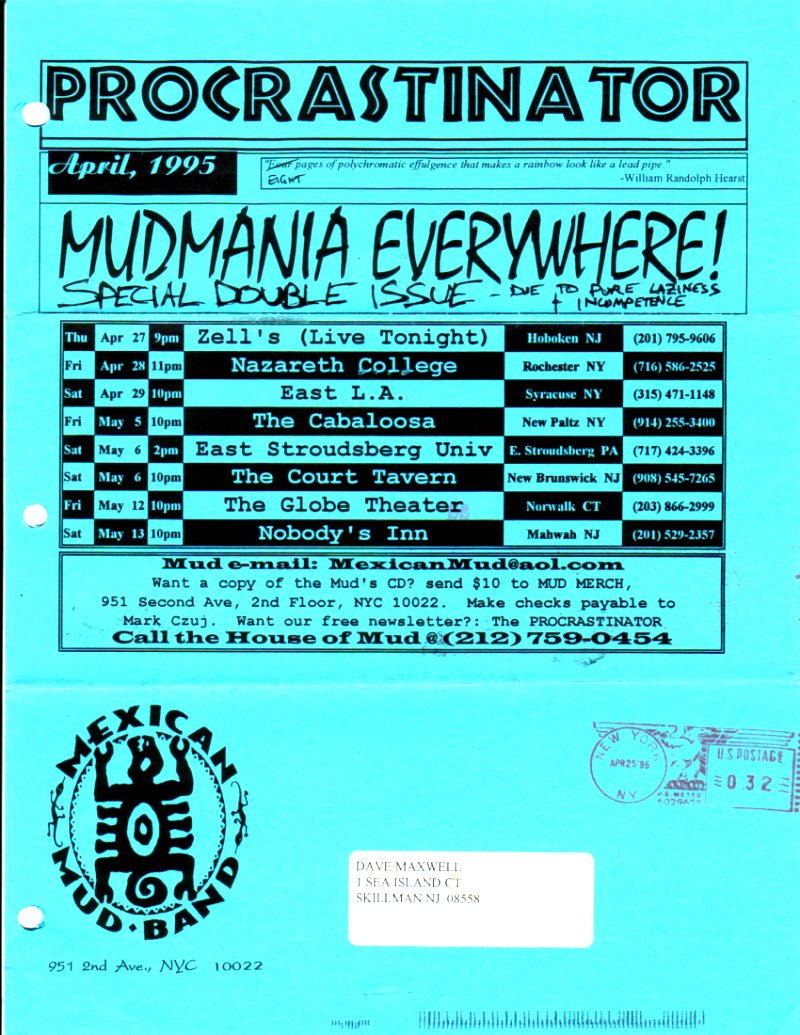 PROCRASTINATOR
April, 1995
"Four pages of polychromatic effulgence that makes a rainbow look like a lead pipe."
EIGHT
-William Randolph Hearst
MUDMANIA EVERYWHERE!
SPECIAL DOUBLE ISSUE - DUE TO PURE LAZINESS
+ INCOMPETENCE
Thu Apr 27 9pm Zell's (Live Tonight) Hoboken NJ (201) 795-9606
Fri Apr 28 11pm Nazareth College Rochester NY (716) 586-2525
Sat Apr 29 10pm East L.A. Syracuse NY (315) 471-1148
Fri May 5 10pm The Cabaloosa New Paltz NY (914) 255-3400
Sat May 6 2pm East Stroudsberg Univ E. Stroudsberg PA (717) 424-3396
Sat May 6 10pm The Court Tavern New Brunswick NJ (908) 545-7265
Fri May 12 10pm The Globe Theater Norwalk CT (203) 866-2999
Sat May 13 10pm Nobody's Inn Mahwah NJ (201) 529-2357
Mud e-mail: MexicanMud@aol.com
Want a copy of the Mud's CD? send $10 to MUD MERCH,
951 Second Ave, 2nd Floor, NYC 10022. Make checks payable to
Mark Czuj. Want our free newsletter?: The PROCRASTINATOR
Call the House of Mud @ (212) 759-0454
MEXICAN
MUD · BAND
NEW YORK
APR 25 '95
NY
U.S. POSTAGE
0.32
DAVE MAXWELL
1 SEA ISLAND CT
SKILLMAN NJ 08558
951 2nd Ave., NYC 10022